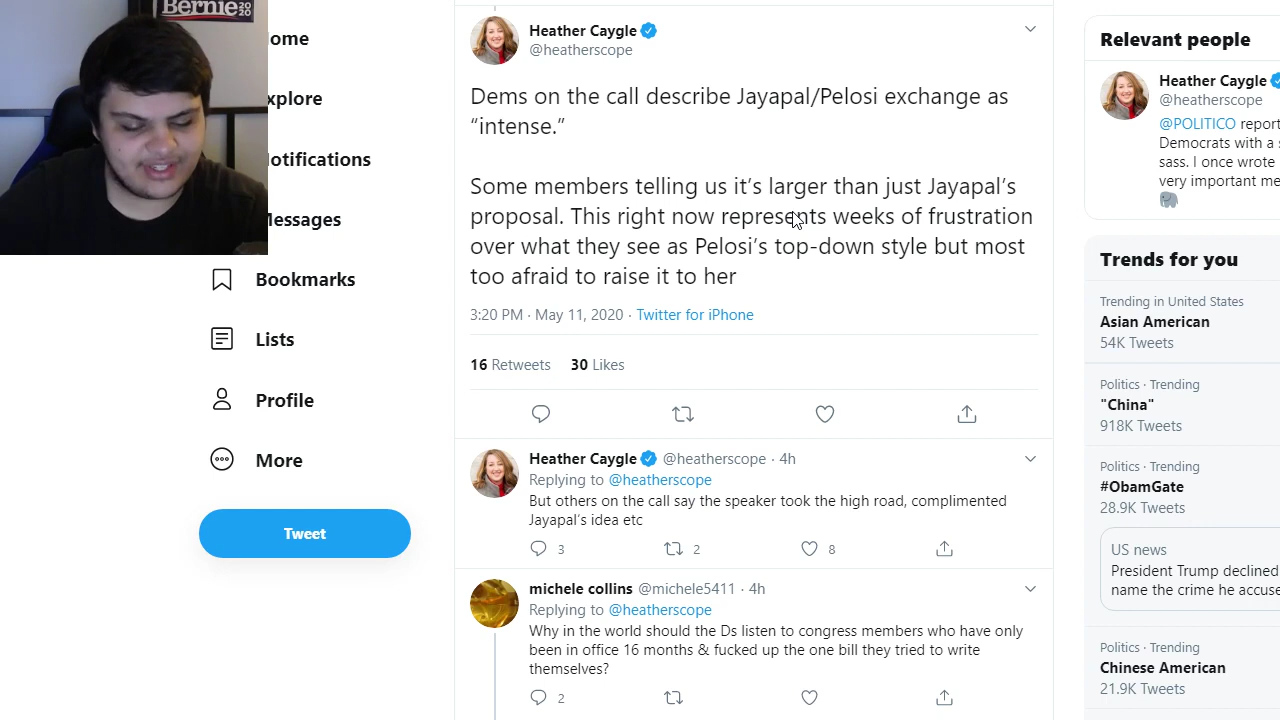 Bernie 2020
ome
xplore
otifications
essages
Bookmarks
Lists
Profile
More
Tweet
Heather Caygle
@heatherscope
Dems on the call describe Jayapal/Pelosi exchange as
“intense.”
Some members telling us it’s larger than just Jayapal’s
proposal. This right now represents weeks of frustration
over what they see as Pelosi’s top-down style but most
too afraid to raise it to her
3:20 PM · May 11, 2020 · Twitter for iPhone
16 Retweets 30 Likes
Heather Caygle @heatherscope · 4h
Replying to @heatherscope
But others on the call say the speaker took the high road, complimented
Jayapal’s idea etc
3 2 8
michele collins @michele5411 · 4h
Replying to @heatherscope
Why in the world should the Ds listen to congress members who have only
been in office 16 months & fucked up the one bill they tried to write
themselves?
2
Relevant people
Heather Caygle
@heatherscope
@POLITICO report
Democrats with a s
sass. I once wrote
very important me
Trends for you
Trending in United States
Asian American
54K Tweets
Politics · Trending
"China"
918K Tweets
Politics · Trending
#ObamGate
28.9K Tweets
US news
President Trump declined
name the crime he accuse
Politics · Trending
Chinese American
21.9K Tweets